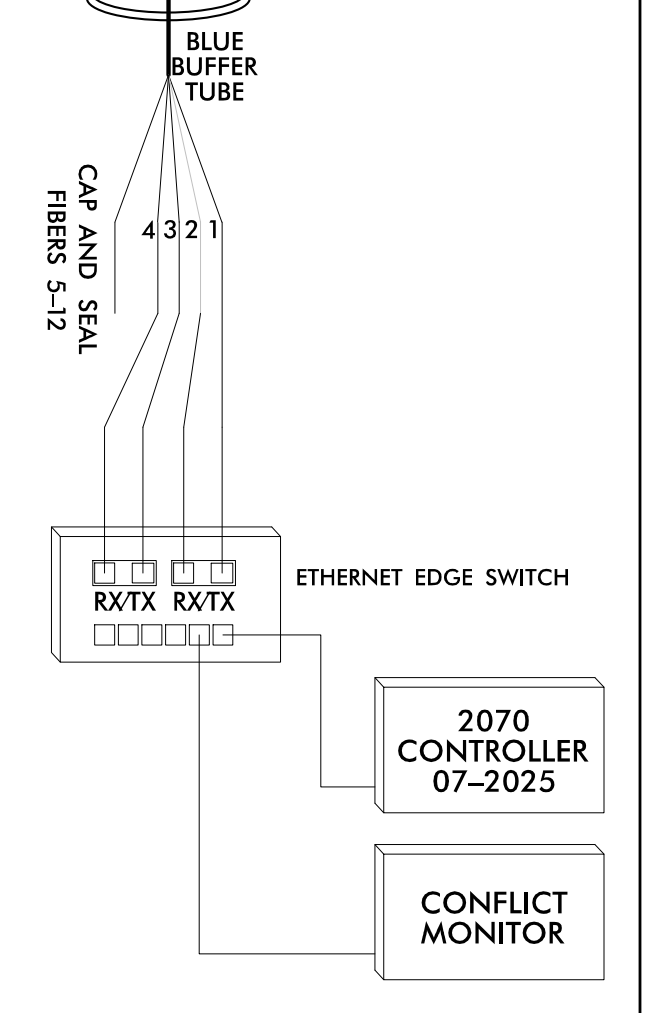 BLUE
BUFFER
TUBE
CAP AND SEAL
FIBERS 5–12
4 3 2 1
ETHERNET EDGE SWITCH
RX/TX RX/TX
2070
CONTROLLER
07–2025
CONFLICT
MONITOR